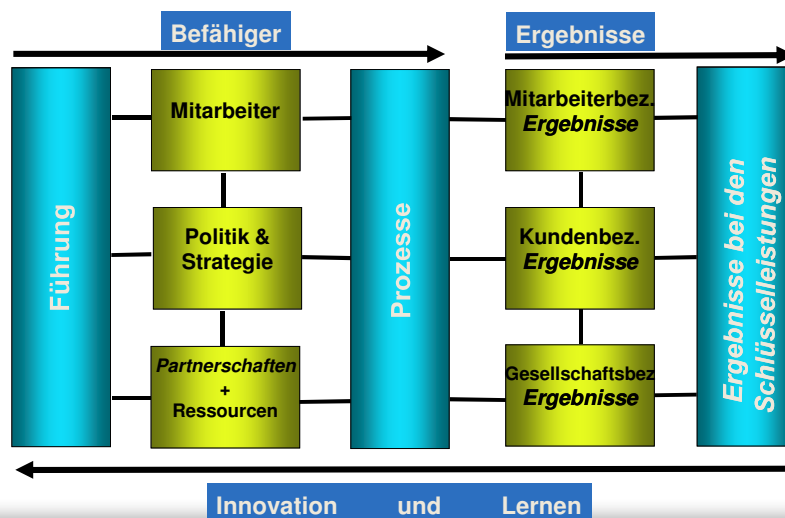 Befähiger
Ergebnisse
Führung
Mitarbeiter
Politik &
Strategie
Partnerschaften
+
Ressourcen
Prozesse
Mitarbeiterbez.
Ergebnisse
Kundenbez.
Ergebnisse
Gesellschaftsbez
Ergebnisse
Ergebnisse bei den
Schlüsselleistungen
Innovation und Lernen